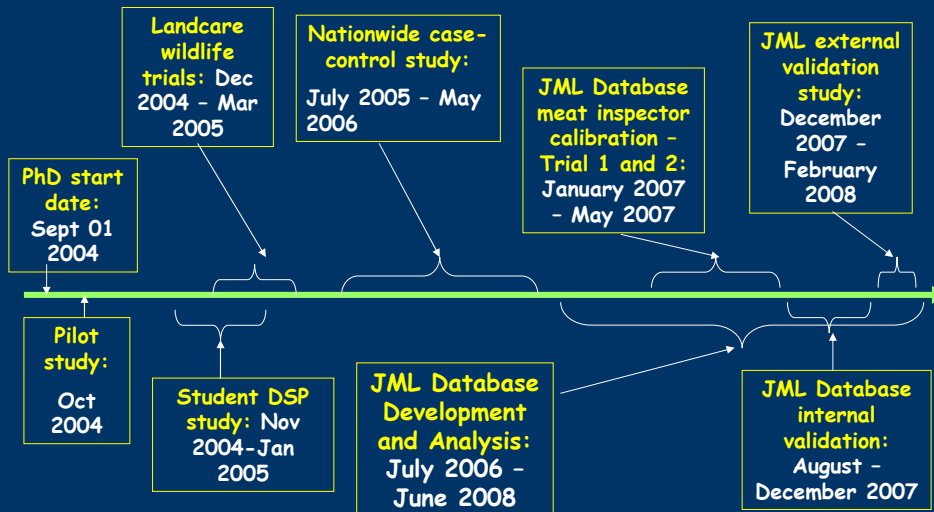 Landcare
wildlife
trials: Dec
2004 – Mar
2005
Nationwide case-
control study:
July 2005 – May
2006
JML Database
meat inspector
calibration –
Trial 1 and 2:
January 2007
– May 2007
JML external
validation
study:
December
2007 –
February
2008
PhD start
date:
Sept 01
2004
Pilot
study:
Oct
2004
Student DSP
study: Nov
2004-Jan
2005
JML Database
Development
and Analysis:
July 2006 –
June 2008
JML Database
internal
validation:
August –
December 2007